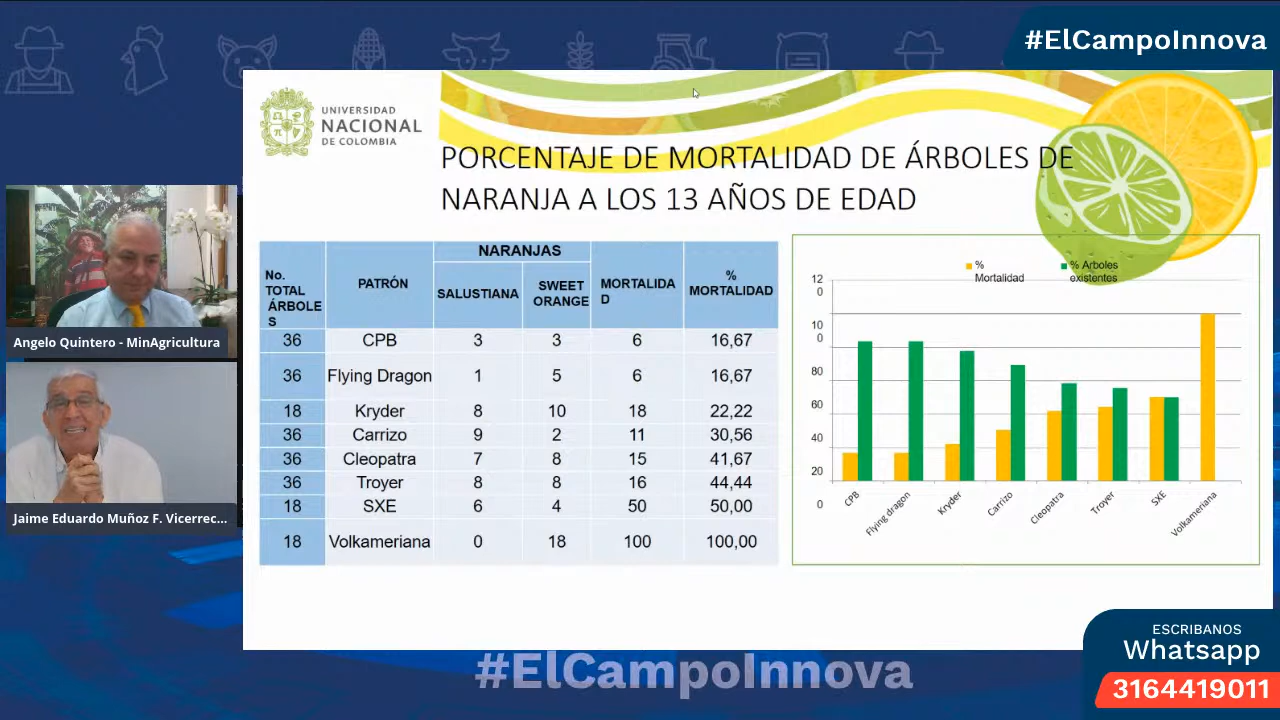 #ElCampoInnova
UNIVERSIDAD
NACIONAL
DE COLOMBIA
PORCENTAJE DE MORTALIDAD DE ÁRBOLES DE
NARANJA A LOS 13 AÑOS DE EDAD
Angelo Quintero - MinAgricultura
Jaime Eduardo Muñoz F. Vicerrec...
No.
TOTAL
ÁRBOLE
S
PATRÓN
NARANJAS
SALUSTIANA
SWEET
ORANGE
MORTALIDA
D
%
MORTALIDAD
36 CPB 3 3 6 16,67
36 Flying Dragon 1 5 6 16,67
18 Kryder 8 10 18 22,22
36 Carrizo 9 2 11 30,56
36 Cleopatra 7 8 15 41,67
36 Troyer 8 8 16 44,44
18 SXE 6 4 50 50,00
18 Volkameriana 0 18 100 100,00
%
Mortalidad
% Arboles
existentes
12
0
10
0
80
60
40
20
0
CPB
Flying dragon
Kryder
Carrizo
Cleopatra
Troyer
SXE
Volkameriana
ESCRIBANOS
Whatsapp
3164419011
#ElCampoInnova